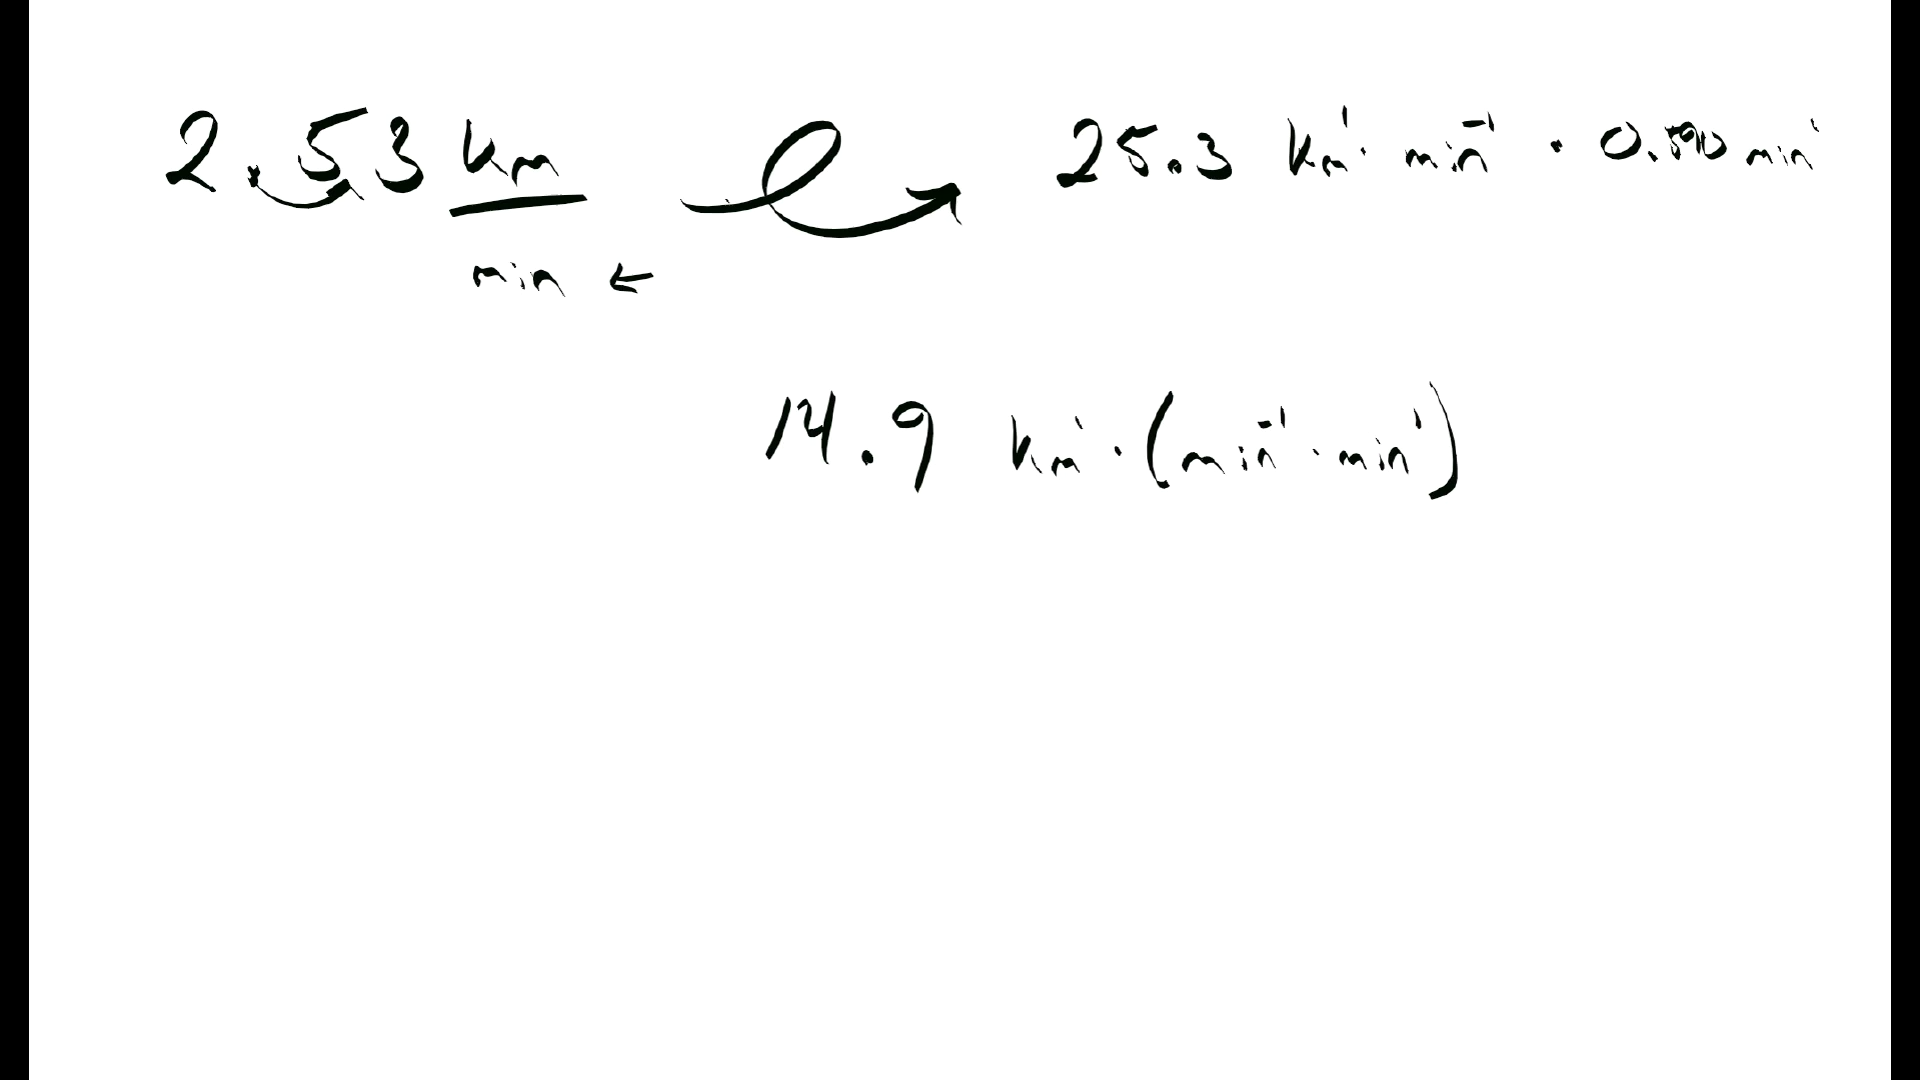 2.53 km/min → 25.3 km¹ · min⁻¹ · 0.590 min¹
14.9 km¹ · (min⁻¹ · min¹)